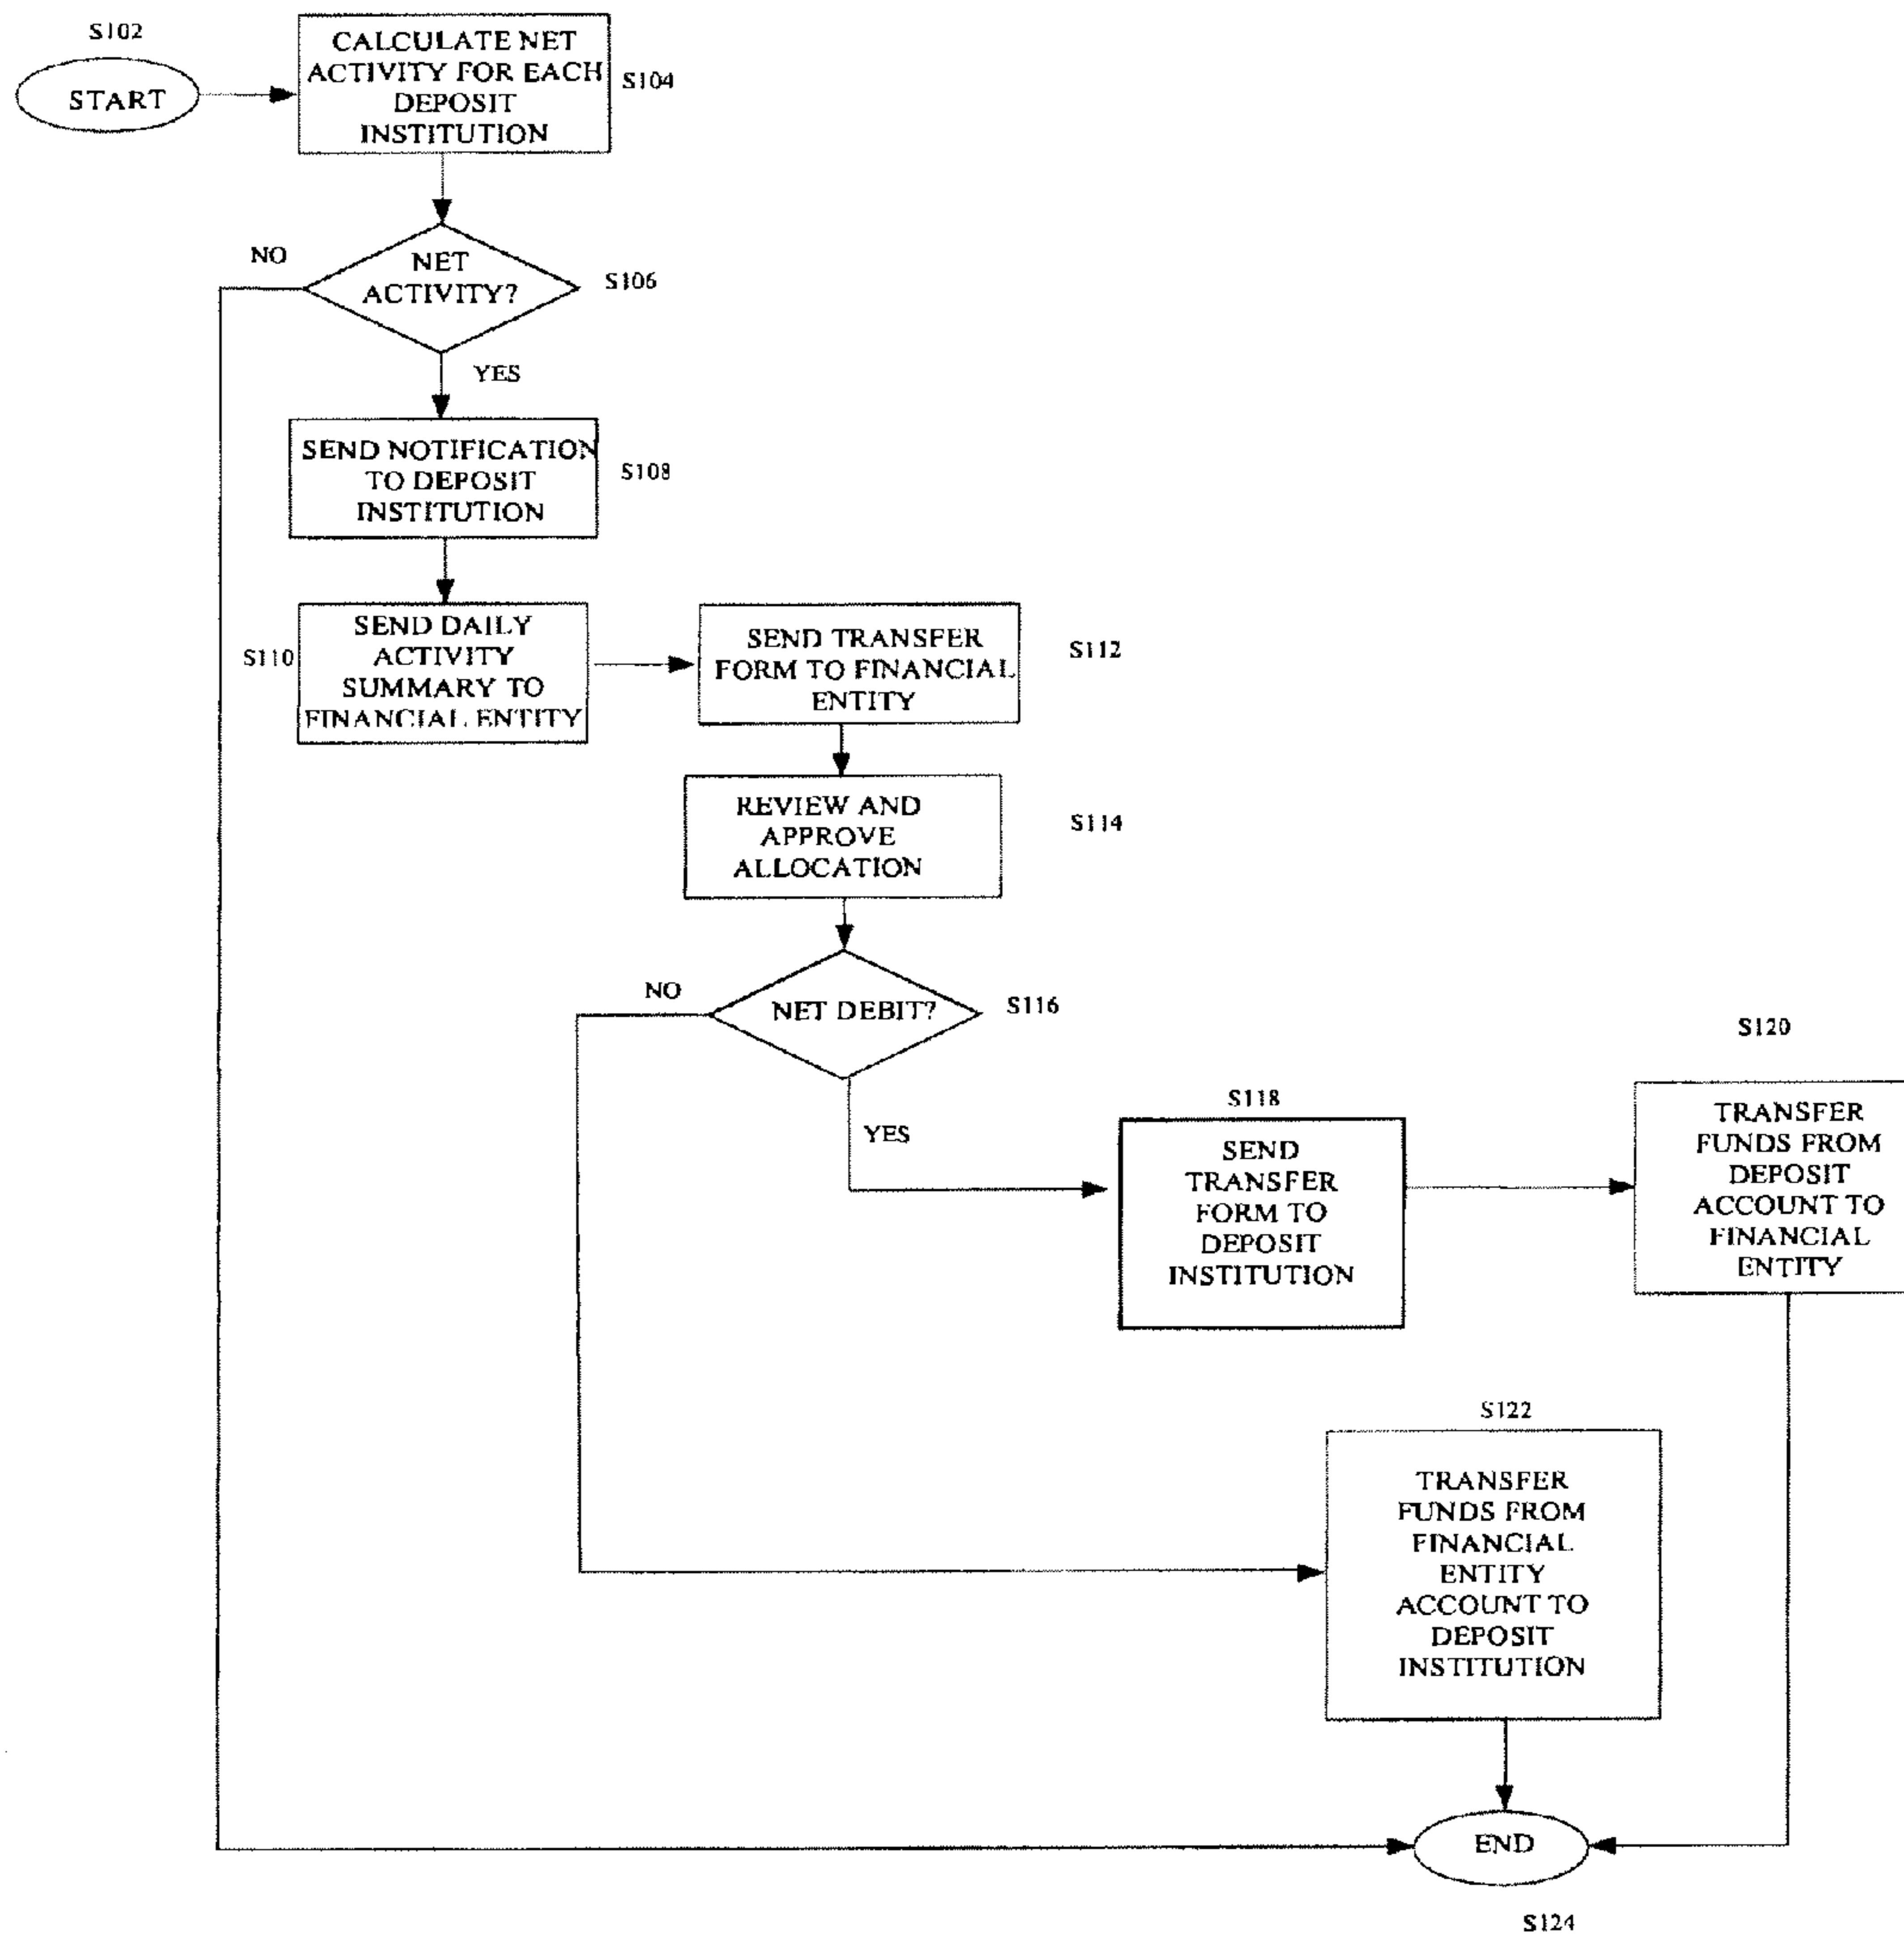 S102
START
CALCULATE NET
ACTIVITY FOR EACH
DEPOSIT
INSTITUTION
S104
NO
NET
ACTIVITY?
S106
YES
SEND NOTIFICATION
TO DEPOSIT
INSTITUTION
S108
S110
SEND DAILY
ACTIVITY
SUMMARY TO
FINANCIAL ENTITY
SEND TRANSFER
FORM TO FINANCIAL
ENTITY
S112
REVIEW AND
APPROVE
ALLOCATION
S114
NO
NET DEBIT?
S116
YES
S118
SEND
TRANSFER
FORM TO
DEPOSIT
INSTITUTION
S120
TRANSFER
FUNDS FROM
DEPOSIT
ACCOUNT TO
FINANCIAL
ENTITY
S122
TRANSFER
FUNDS FROM
FINANCIAL
ENTITY
ACCOUNT TO
DEPOSIT
INSTITUTION
END
S124